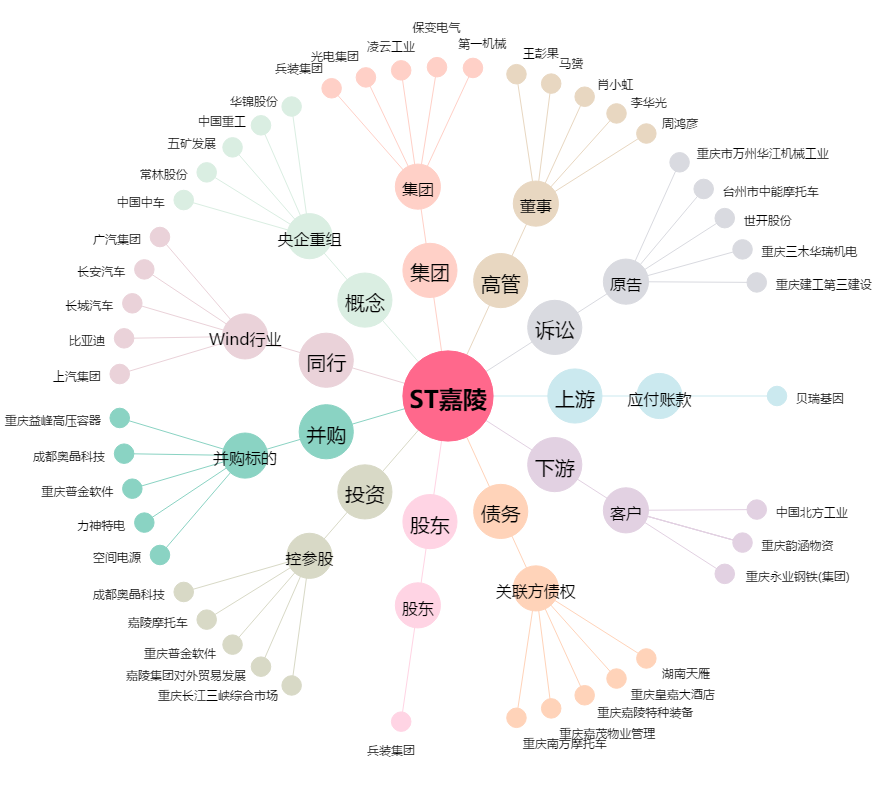 保变电气
光电集团
凌云工业
第一机械
兵装集团
集团
集团
王彭果
马赟
肖小虹
李华光
周鸿彦
董事
高管
重庆市万州华江机械工业
台州市中能摩托车
世开股份
重庆三木华瑞机电
重庆建工第三建设
原告
诉讼
上游
应付账款
贝瑞基因
下游
客户
中国北方工业
重庆韵涵物资
重庆永业钢铁(集团)
债务
关联方债权
湖南天雁
重庆皇嘉大酒店
重庆嘉陵特种装备
重庆嘉茂物业管理
重庆南方摩托车
股东
股东
兵装集团
投资
控参股
成都奥晶科技
嘉陵摩托车
重庆普金软件
嘉陵集团对外贸易发展
重庆长江三峡综合市场
并购
并购标的
重庆益峰高压容器
成都奥晶科技
重庆普金软件
力神特电
空间电源
同行
Wind行业
广汽集团
长安汽车
长城汽车
比亚迪
上汽集团
概念
央企重组
华锦股份
中国重工
五矿发展
常林股份
中国中车
ST嘉陵